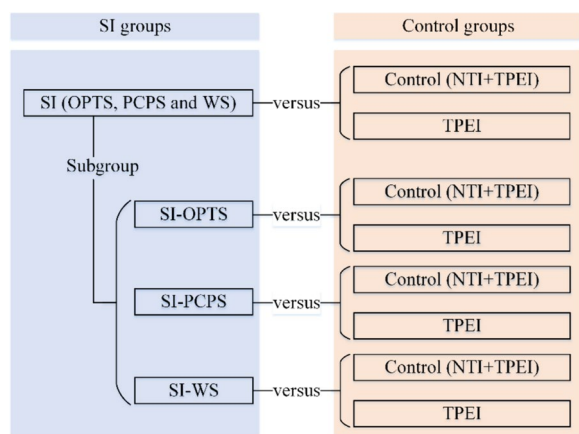 SI groups
Control groups
SI (OPTS, PCPS and WS)
versus
Control (NTI+TPEI)
TPEI
Subgroup
SI-OPTS
versus
Control (NTI+TPEI)
TPEI
SI-PCPS
versus
Control (NTI+TPEI)
TPEI
SI-WS
versus
Control (NTI+TPEI)
TPEI